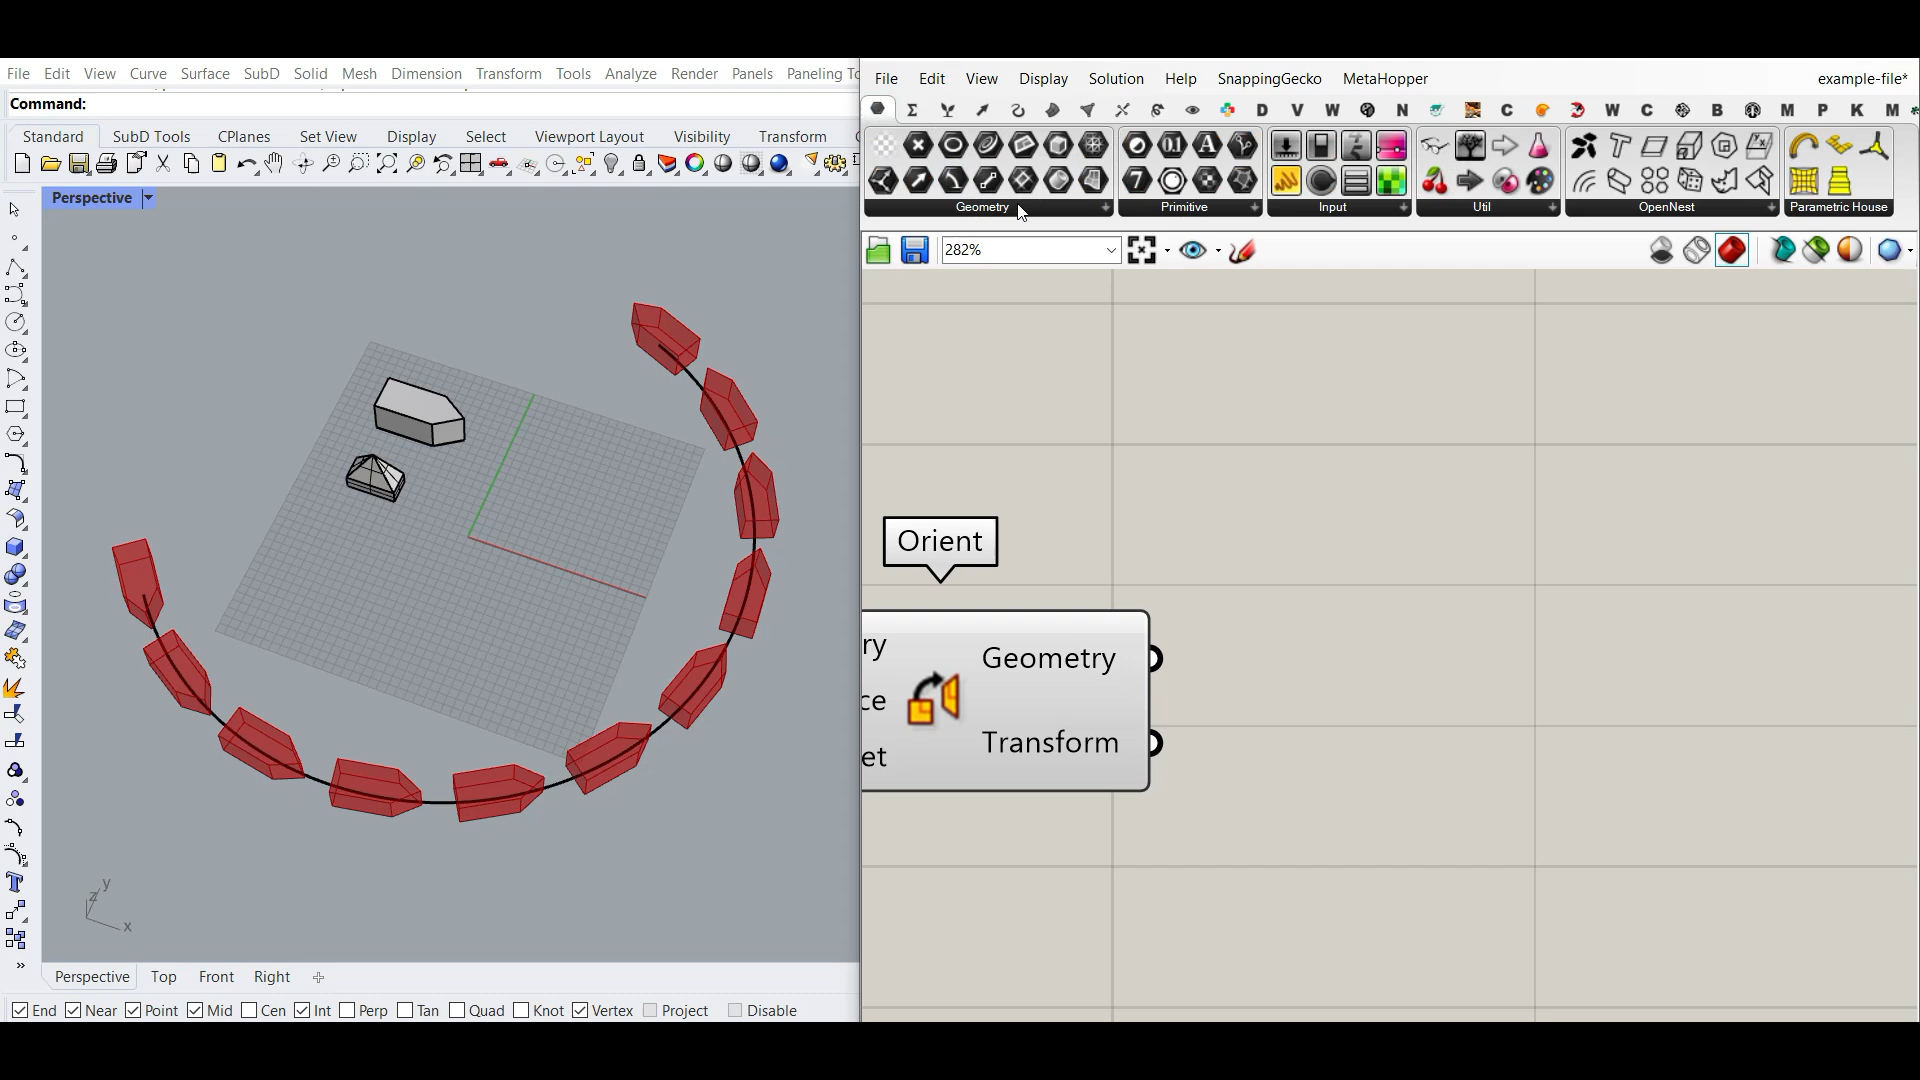 File Edit View Curve Surface SubD Solid Mesh Dimension Transform Tools Analyze Render Panels Paneling To
Command:
Standard SubD Tools CPlanes Set View Display Select Viewport Layout Visibility Transform
Perspective
z y
x
Perspective Top Front Right
End Near Point Mid Cen Int Perp Tan Quad Knot Vertex Project Disable
File Edit View Display Solution Help SnappingGecko MetaHopper example-file*
D V W N C W C B M P K M
Geometry Primitive Input Util OpenNest Parametric House
282%
Orient
ry
ce
et
Geometry
Transform